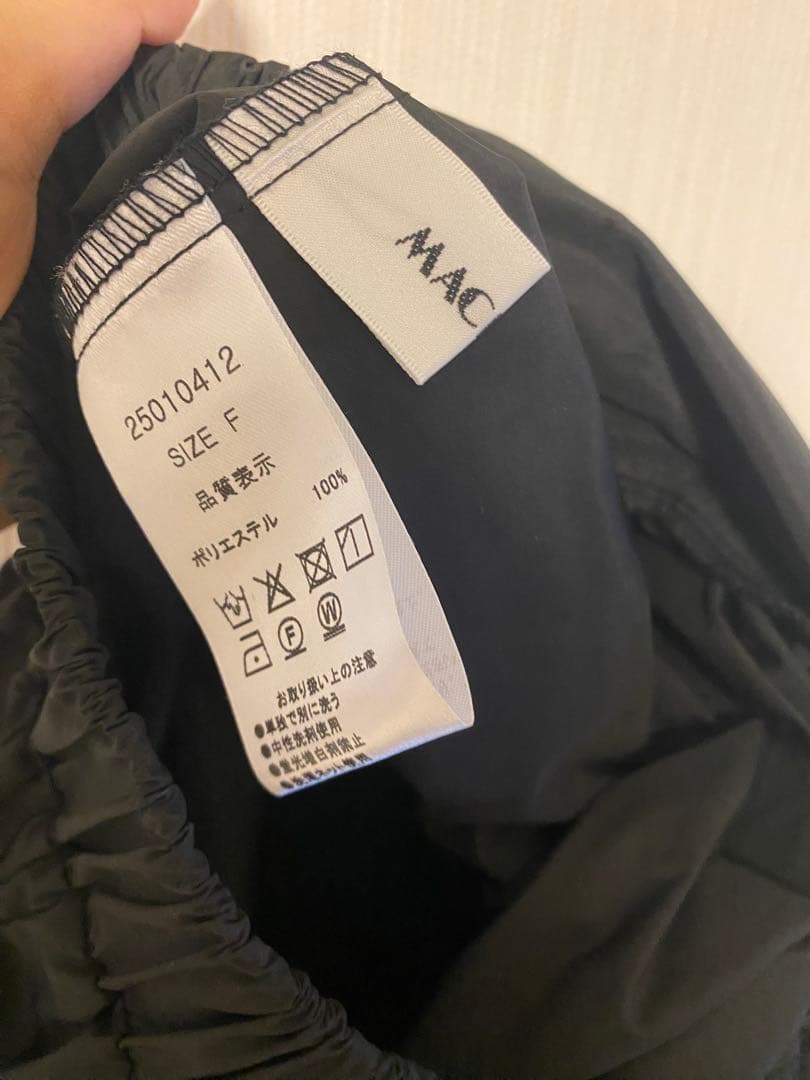 MAC
25010412
SIZE F
品質表示
ポリエステル 100%
F W
お取り扱い上の注意
●単独で別に洗う
●中性洗剤使用
●蛍光増白剤禁止